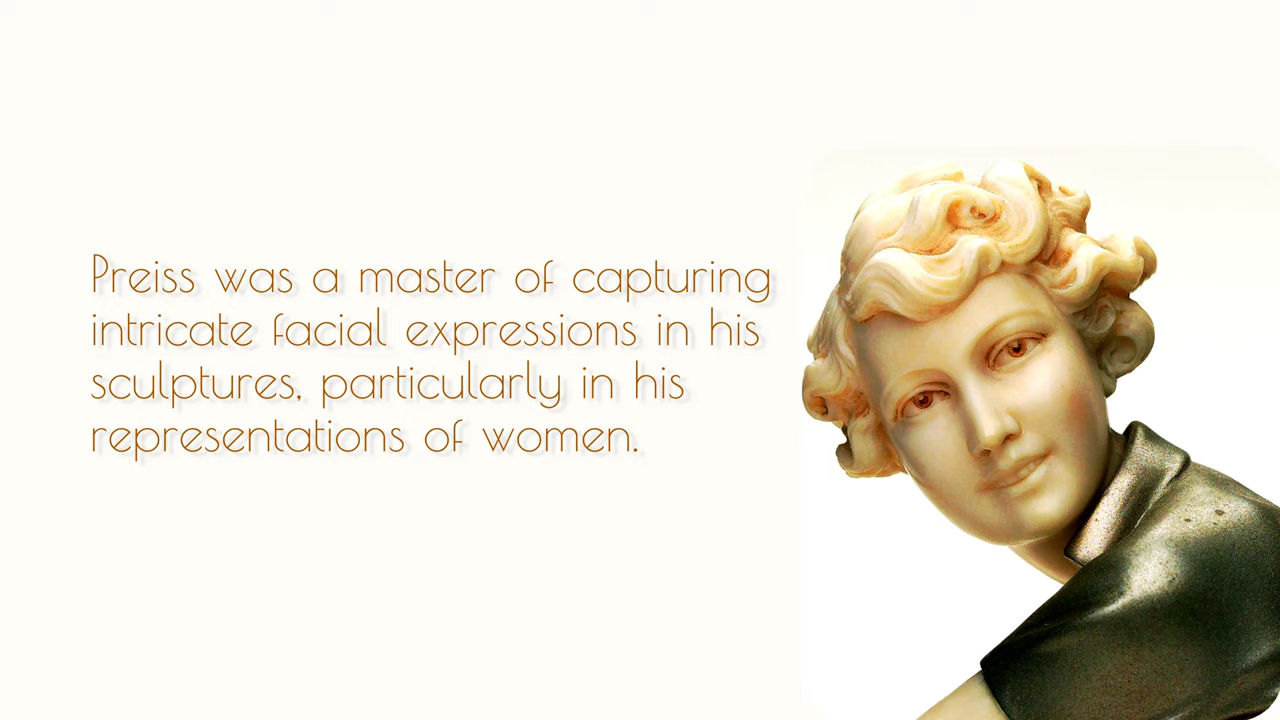 Preiss was a master of capturing
intricate facial expressions in his
sculptures, particularly in his
representations of women.